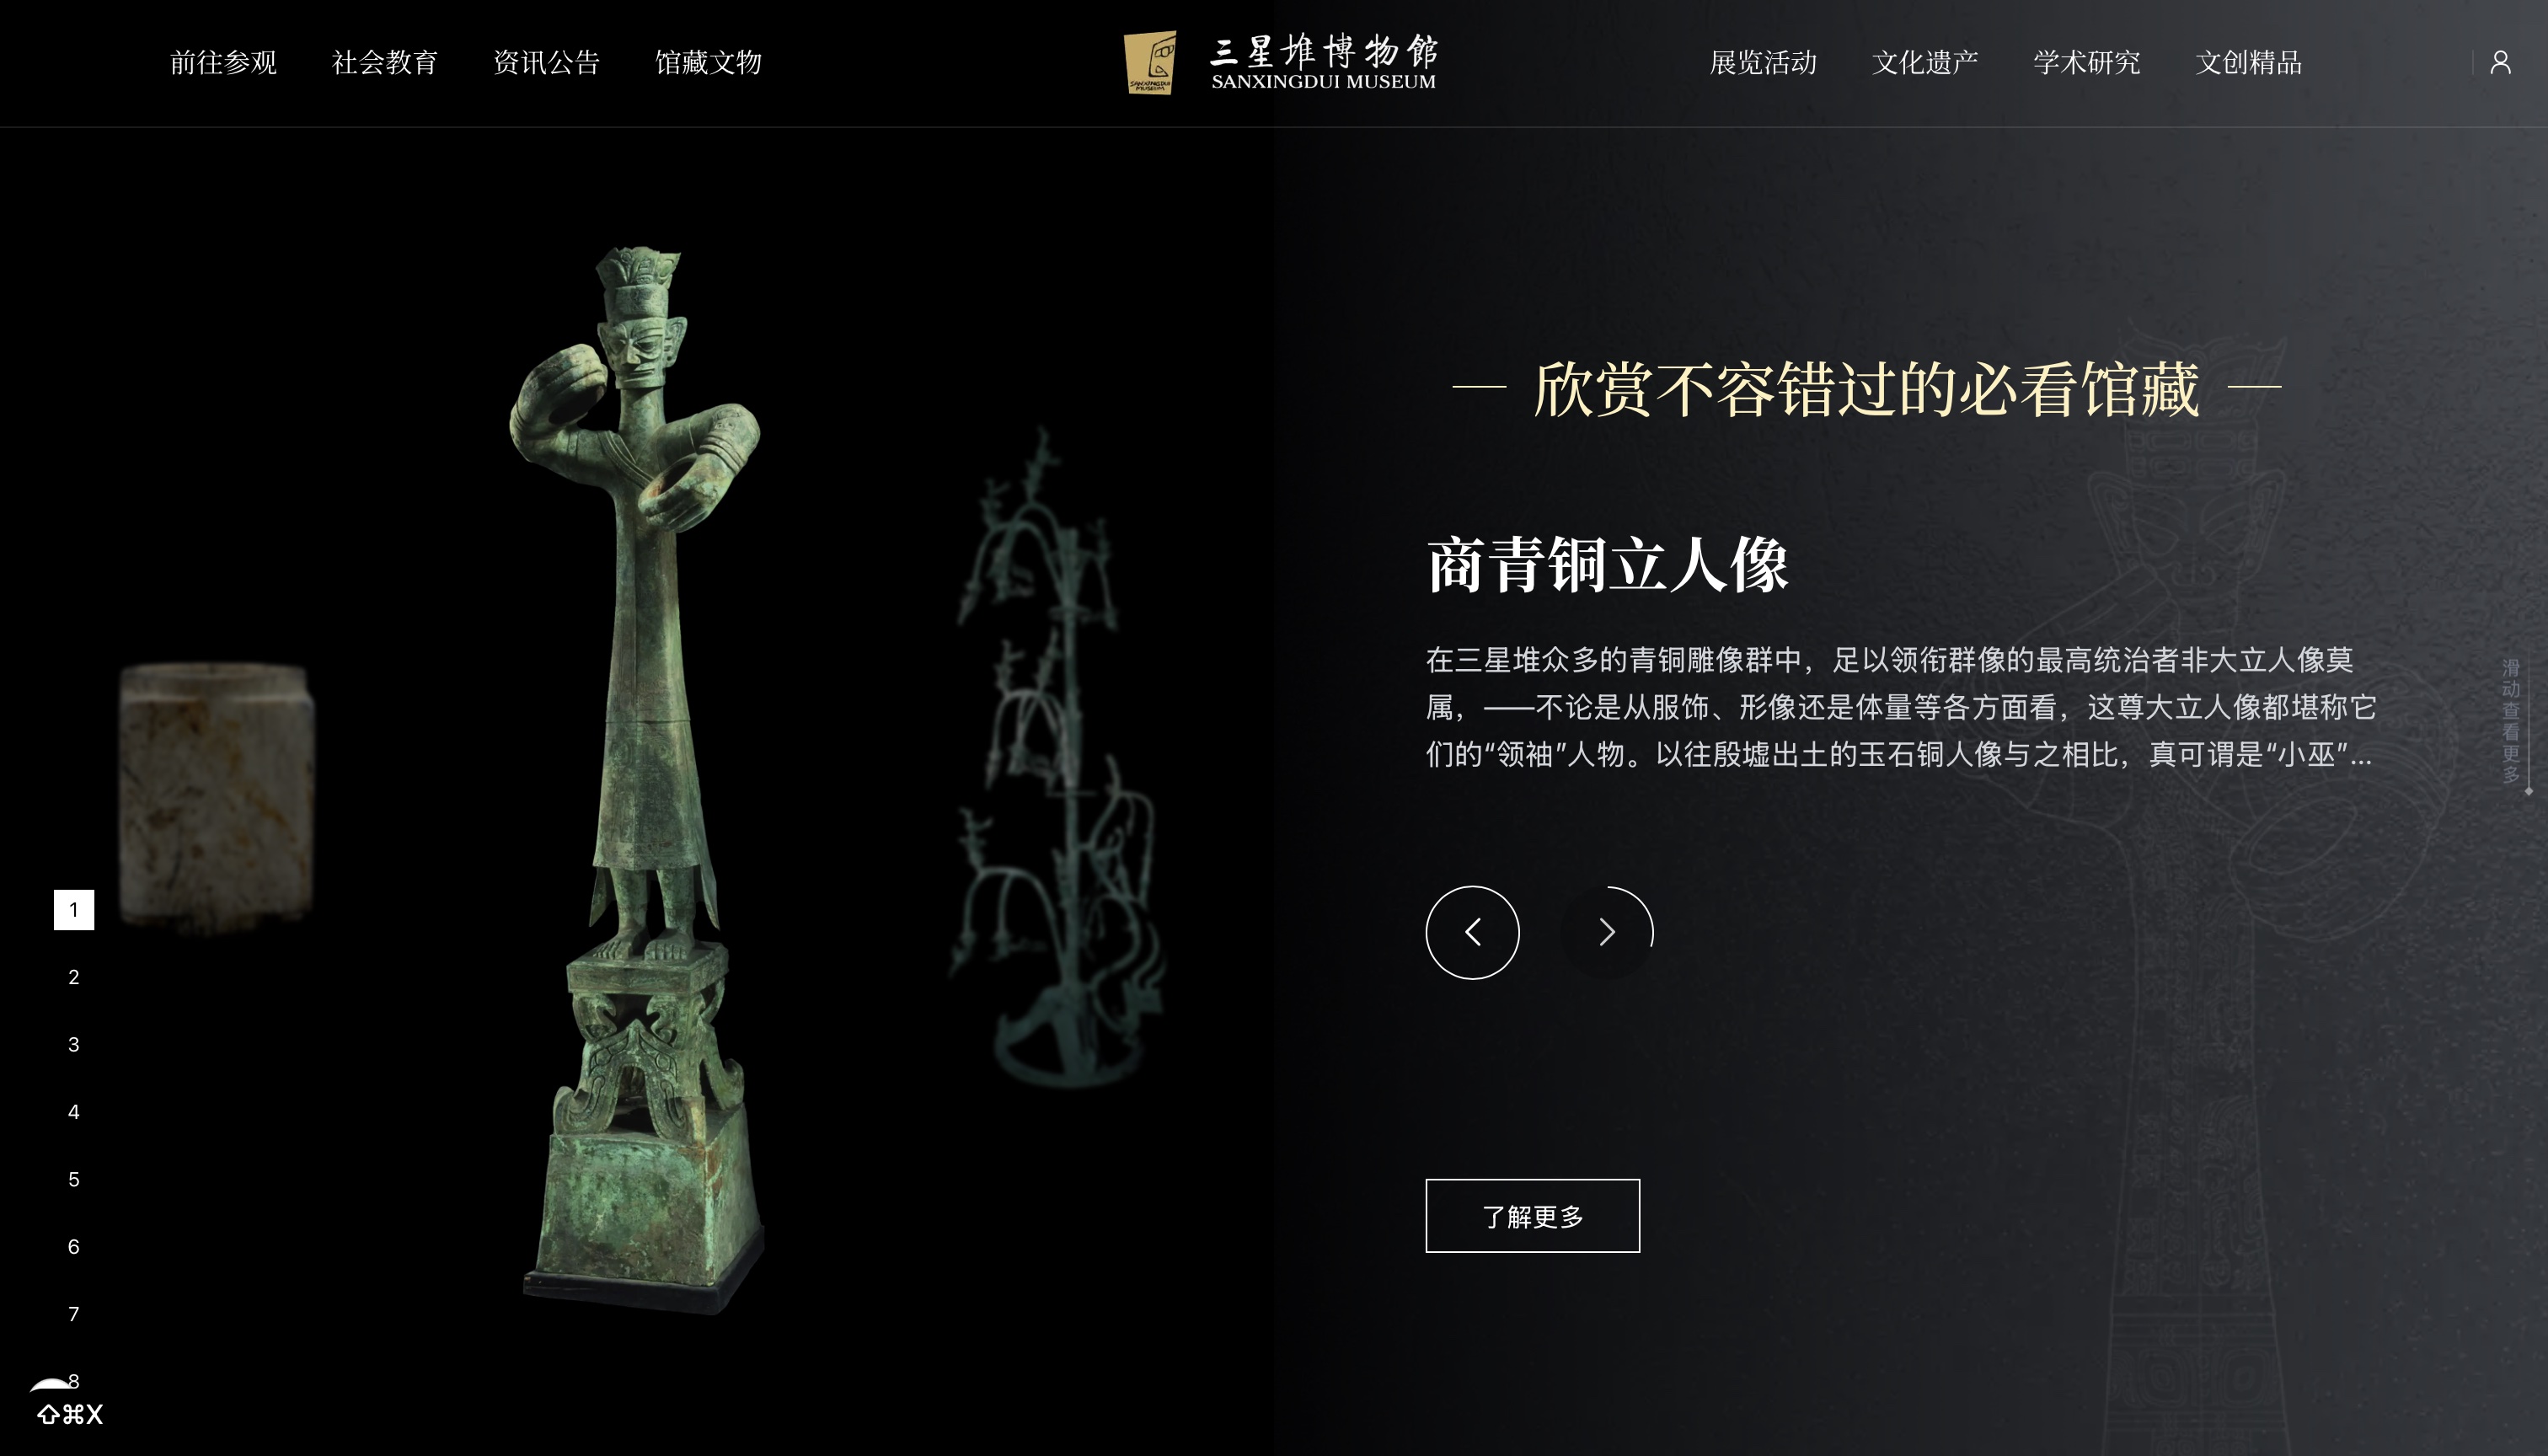 前往参观
社会教育
资讯公告
馆藏文物
三星堆博物馆
SANXINGDUI MUSEUM
SANXINGDUI
MUSEUM
展览活动
文化遗产
学术研究
文创精品
欣赏不容错过的必看馆藏
商青铜立人像
在三星堆众多的青铜雕像群中，足以领衔群像的最高统治者非大立人像莫
属，——不论是从服饰、形像还是体量等各方面看，这尊大立人像都堪称它
们的“领袖”人物。以往殷墟出土的玉石铜人像与之相比，真可谓是“小巫”...
滑动查看更多
了解更多
1
2
3
4
5
6
7
8
⇧⌘X